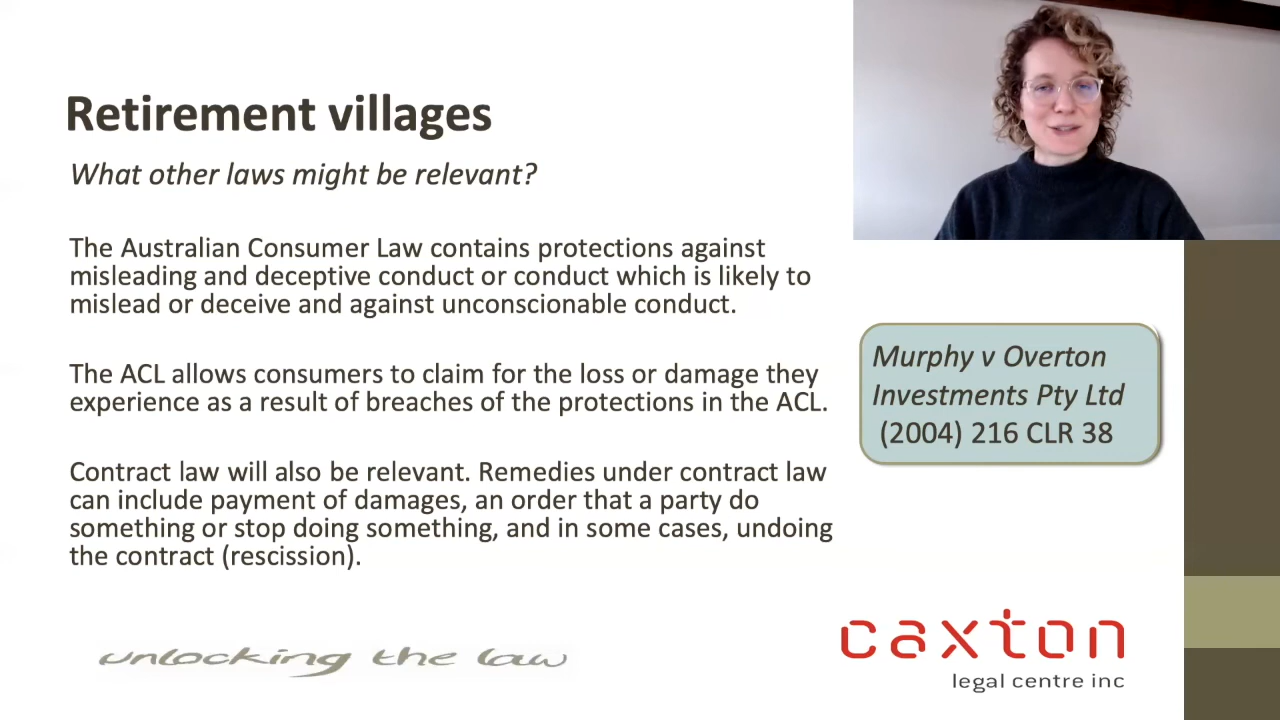 Retirement villages
What other laws might be relevant?
The Australian Consumer Law contains protections against
misleading and deceptive conduct or conduct which is likely to
mislead or deceive and against unconscionable conduct.
The ACL allows consumers to claim for the loss or damage they
experience as a result of breaches of the protections in the ACL.
Contract law will also be relevant. Remedies under contract law
can include payment of damages, an order that a party do
something or stop doing something, and in some cases, undoing
the contract (rescission).
Murphy v Overton
Investments Pty Ltd
(2004) 216 CLR 38
unlocking the law
caxton
legal centre inc